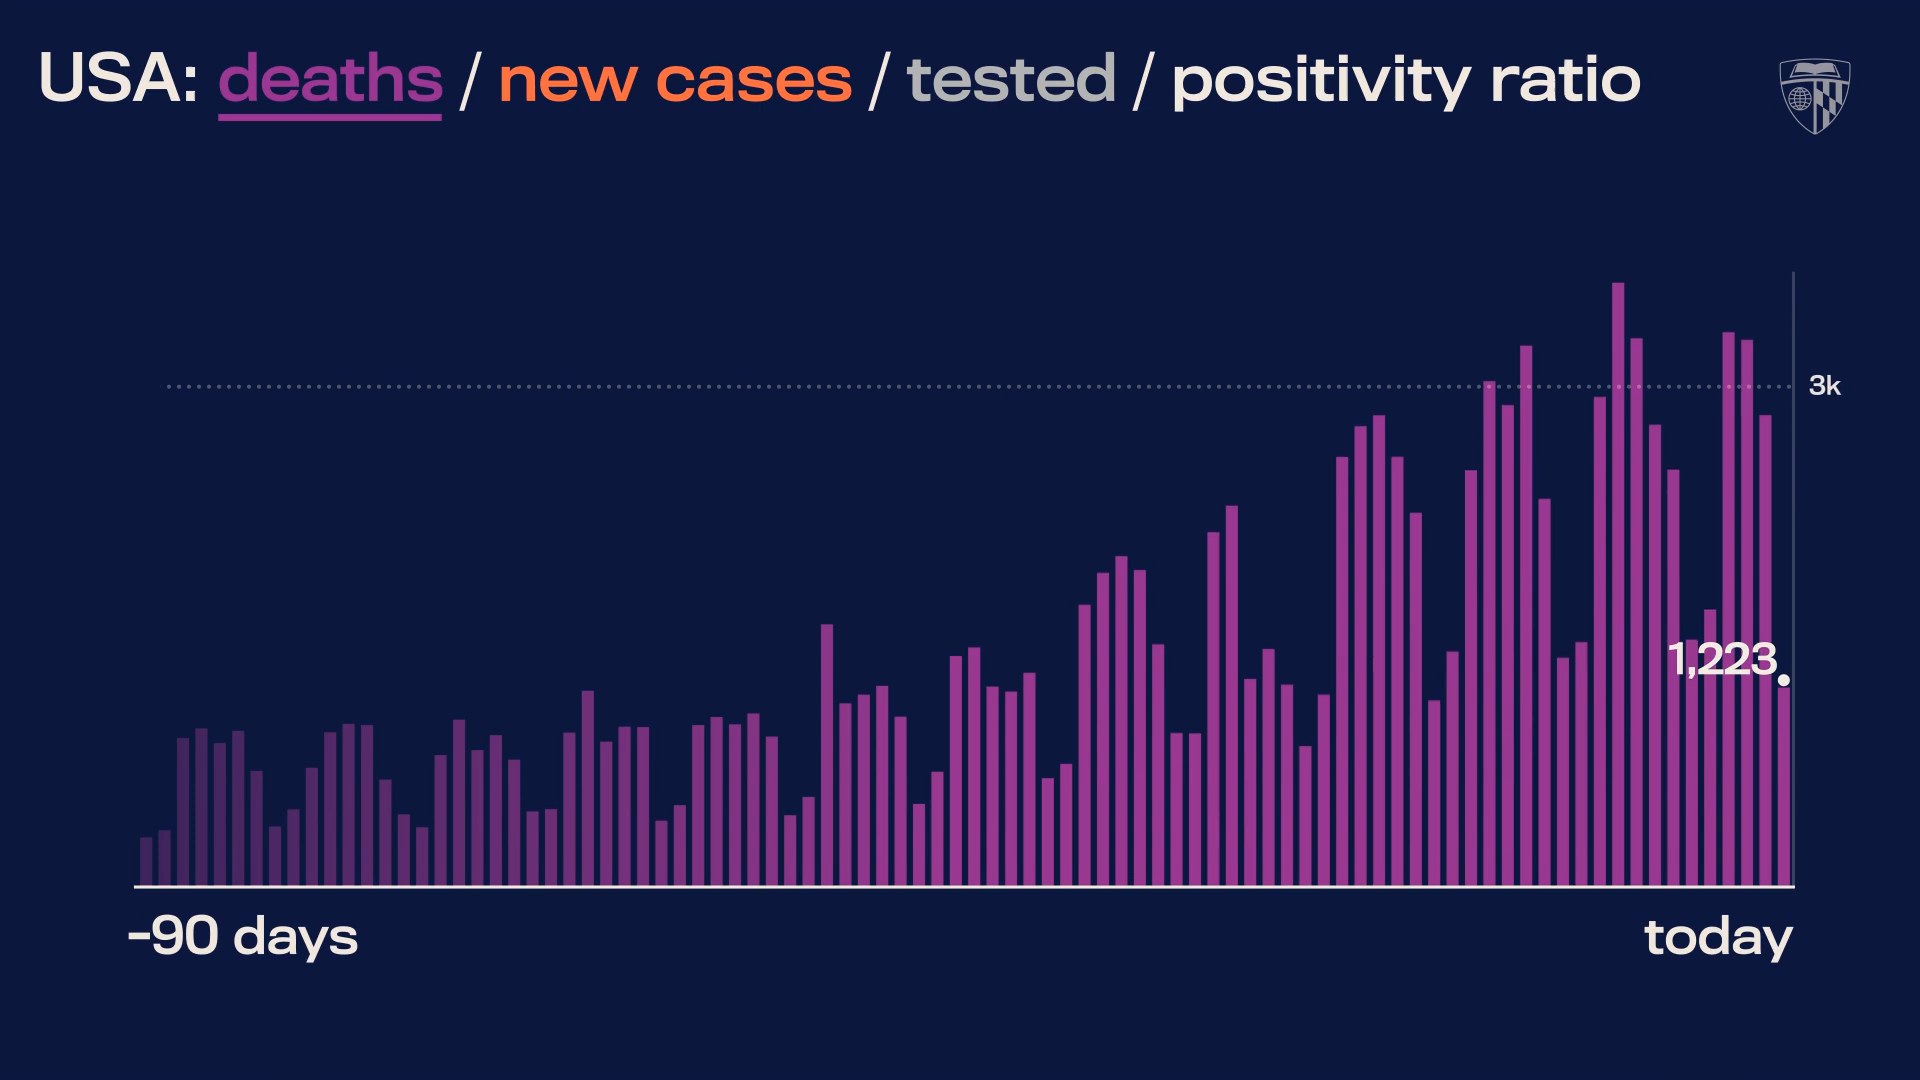 USA: deaths / new cases / tested / positivity ratio
3k
1,223
-90 days
today